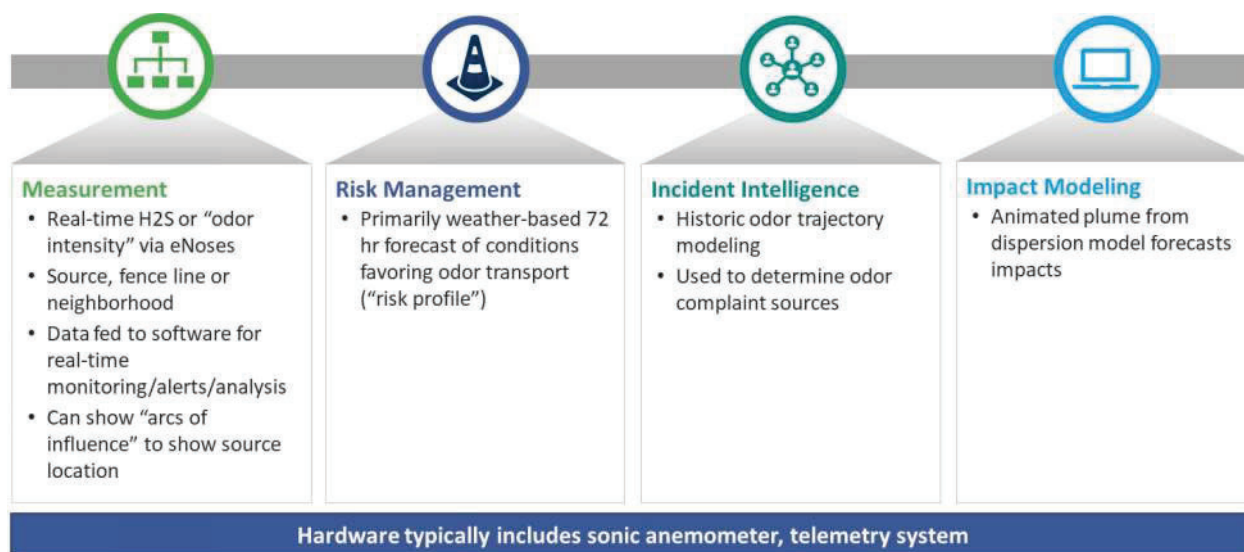 Measurement
• Real-time H2S or “odor
intensity” via eNoses
• Source, fence line or
neighborhood
• Data fed to software for
real-time
monitoring/alerts/analysis
• Can show “arcs of
influence” to show source
location
Risk Management
• Primarily weather-based 72
hr forecast of conditions
favoring odor transport
(“risk profile”)
Incident Intelligence
• Historic odor trajectory
modeling
• Used to determine odor
complaint sources
Impact Modeling
• Animated plume from
dispersion model forecasts
impacts
Hardware typically includes sonic anemometer, telemetry system